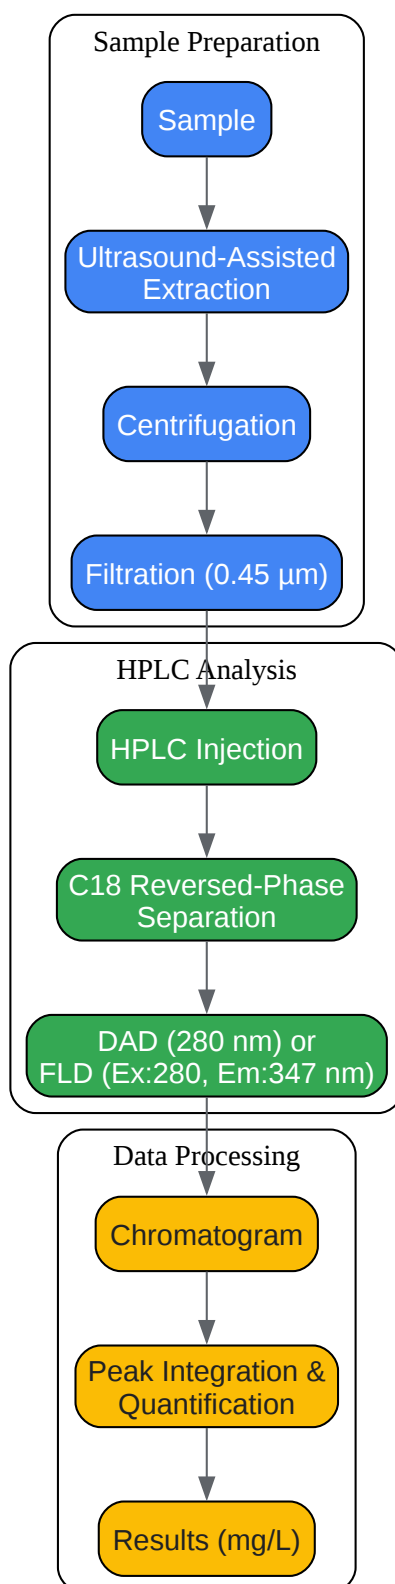 Sample Preparation
Sample
Ultrasound-Assisted
Extraction
Centrifugation
Filtration (0.45 µm)
HPLC Analysis
HPLC Injection
C18 Reversed-Phase
Separation
DAD (280 nm) or
FLD (Ex:280, Em:347 nm)
Data Processing
Chromatogram
Peak Integration &
Quantification
Results (mg/L)